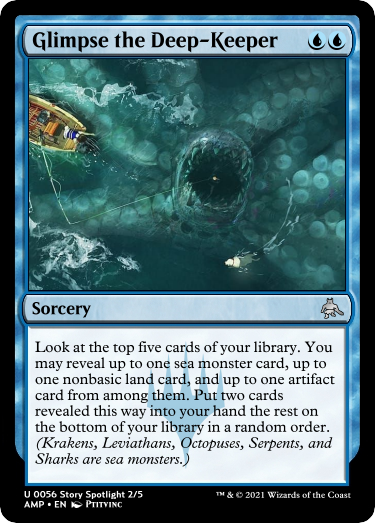 Glimpse the Deep-Keeper
Sorcery
Look at the top five cards of your library. You
may reveal up to one sea monster card, up to
one nonbasic land card, and up to one artifact
card from among them. Put two cards
revealed this way into your hand the rest on
the bottom of your library in a random order.
(Krakens, Leviathans, Octopuses, Serpents, and
Sharks are sea monsters.)
U 0056 Story Spotlight 2/5
AMP • EN Ptitvinc
™ & © 2021 Wizards of the Coast